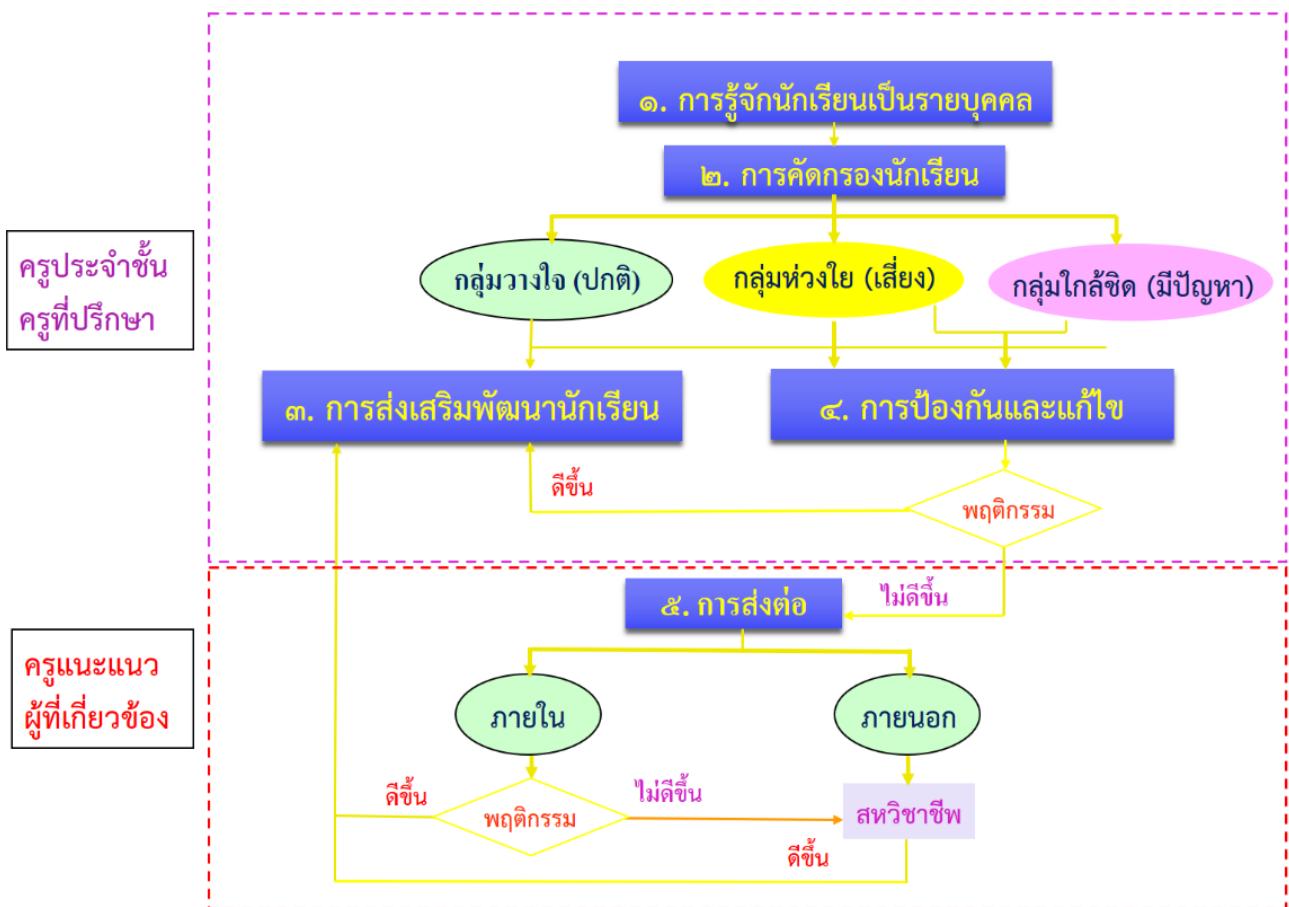 ๑. การรู้จักนักเรียนเป็นรายบุคคล
๒. การคัดกรองนักเรียน
กลุ่มวางใจ (ปกติ)
กลุ่มห่วงใย (เสี่ยง)
กลุ่มใกล้ชิด (มีปัญหา)
ครูประจำชั้น
ครูที่ปรึกษา
๓. การส่งเสริมพัฒนานักเรียน
๔. การป้องกันและแก้ไข
ดีขึ้น
พฤติกรรม
ไม่ดีขึ้น
๕. การส่งต่อ
ครูแนะแนว
ผู้ที่เกี่ยวข้อง
ภายใน
ภายนอก
ดีขึ้น
พฤติกรรม
ไม่ดีขึ้น
สหวิชาชีพ
ดีขึ้น